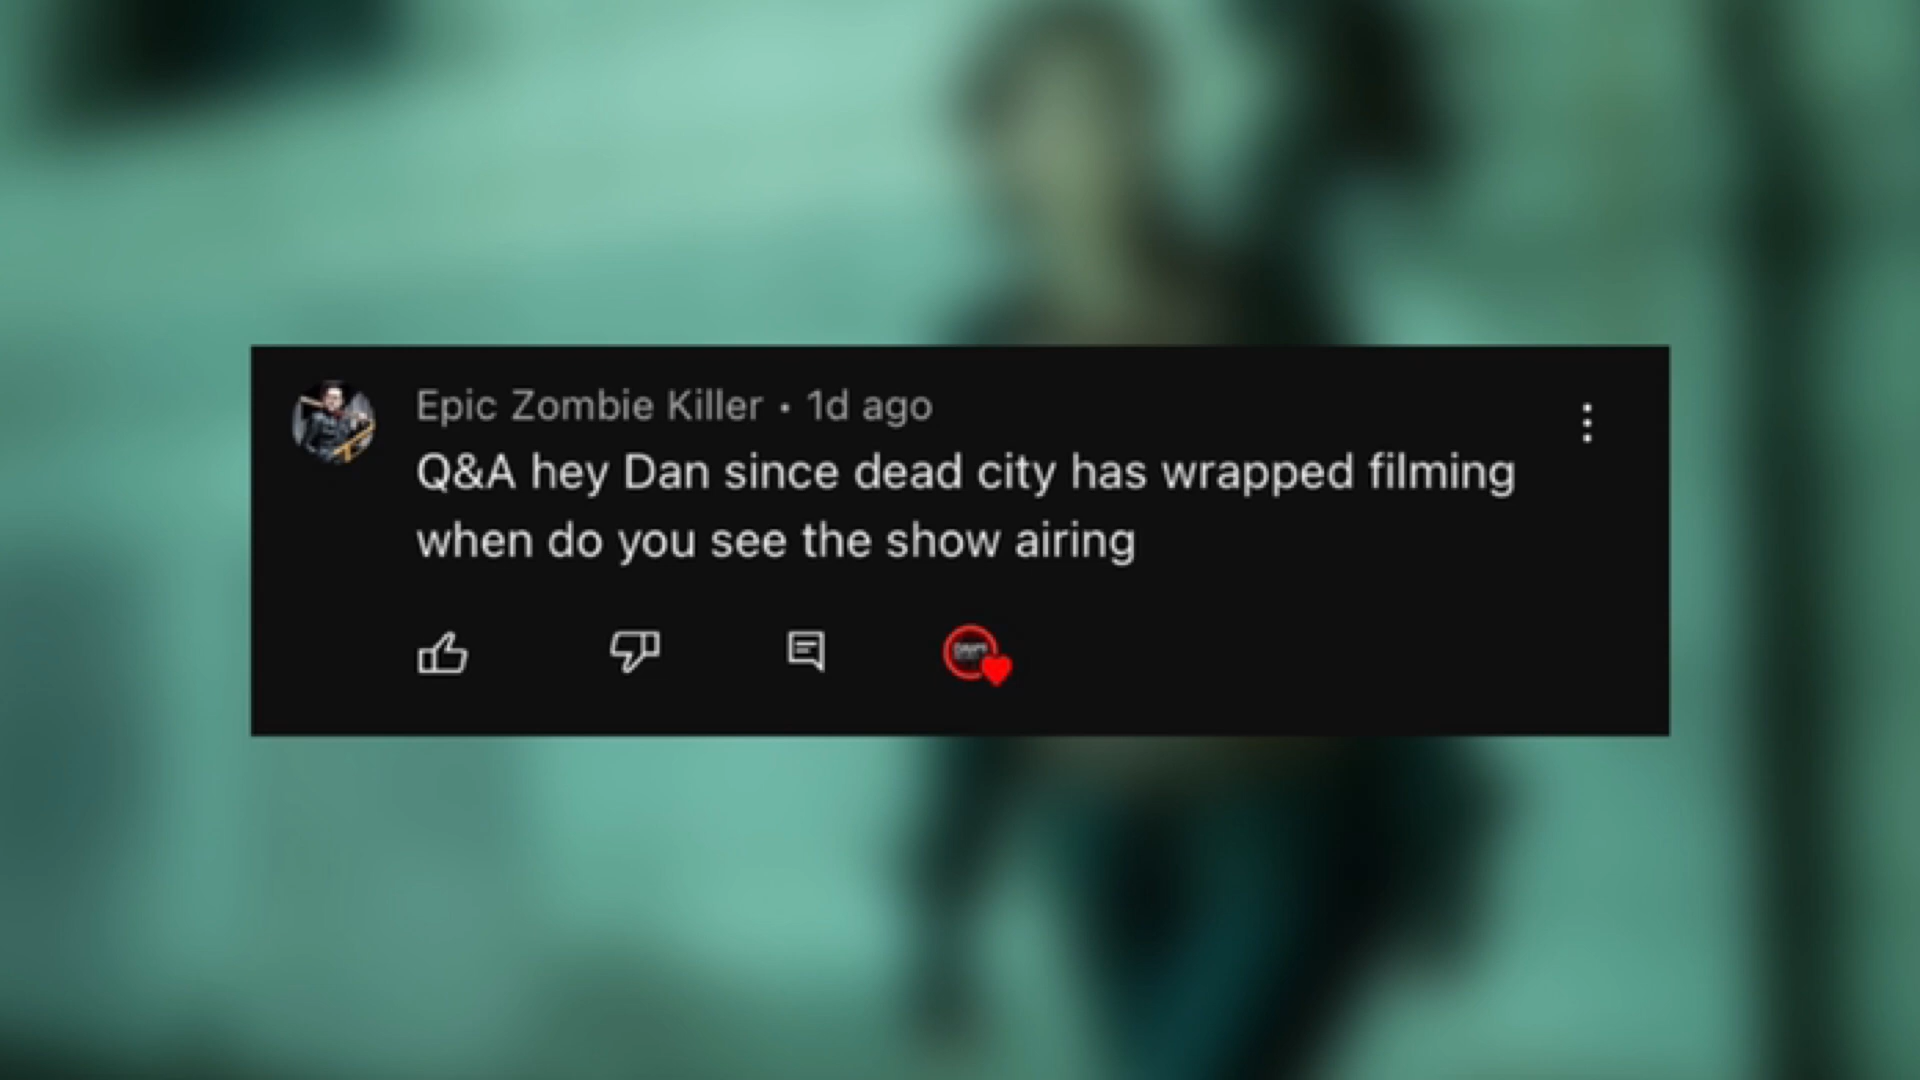 Epic Zombie Killer • 1d ago
Q&A hey Dan since dead city has wrapped filming
when do you see the show airing